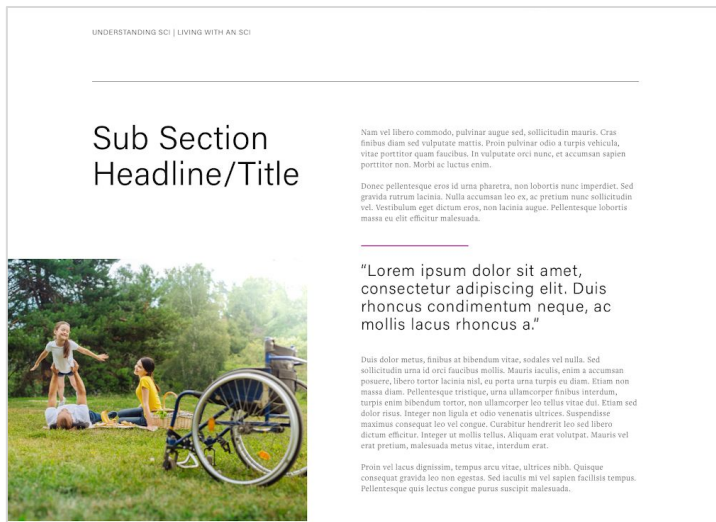 UNDERSTANDING SCI | LIVING WITH AN SCI
Sub Section
Headline/Title
Nam vel libero commodo, pulvinar augue sed, sollicitudin mauris. Cras
finibus diam sed vulputate mattis. Proin pulvinar odio a turpis vehicula,
vitae porttitor quam faucibus. In vulputate orci nunc, et accumsan sapien
porttitor non. Morbi ac luctus enim.
Donec pellentesque eros id urna pharetra, non lobortis nunc imperdiet. Sed
gravida rutrum lacinia. Nulla accumsan leo ex, ac pretium nunc sollicitudin
vel. Vestibulum eget dictum eros, non lacinia augue. Pellentesque lobortis
massa eu elit efficitur malesuada.
“Lorem ipsum dolor sit amet,
consectetur adipiscing elit. Duis
rhoncus condimentum neque, ac
mollis lacus rhoncus a.”
Duis dolor metus, finibus at bibendum vitae, sodales vel nulla. Sed
sollicitudin urna id orci faucibus mollis. Mauris iaculis, enim a accumsan
posuere, libero tortor lacinia nisl, eu porta urna turpis eu diam. Etiam non
massa diam. Pellentesque tristique, urna ullamcorper finibus interdum,
turpis enim bibendum tortor, non ullamcorper leo tellus vitae dui. Etiam sed
dolor risus. Integer non ligula et odio venenatis ultrices. Suspendisse
maximus consequat leo vel congue. Curabitur hendrerit leo sed libero
dictum efficitur. Integer ut mollis tellus. Aliquam erat volutpat. Mauris vel
erat pretium, malesuada metus vitae, interdum erat.
Proin vel lacus dignissim, tempus arcu vitae, ultrices nibh. Quisque
consequat gravida leo non egestas. Sed iaculis mi vel sapien facilisis tempus.
Pellentesque quis lectus congue purus suscipit malesuada.